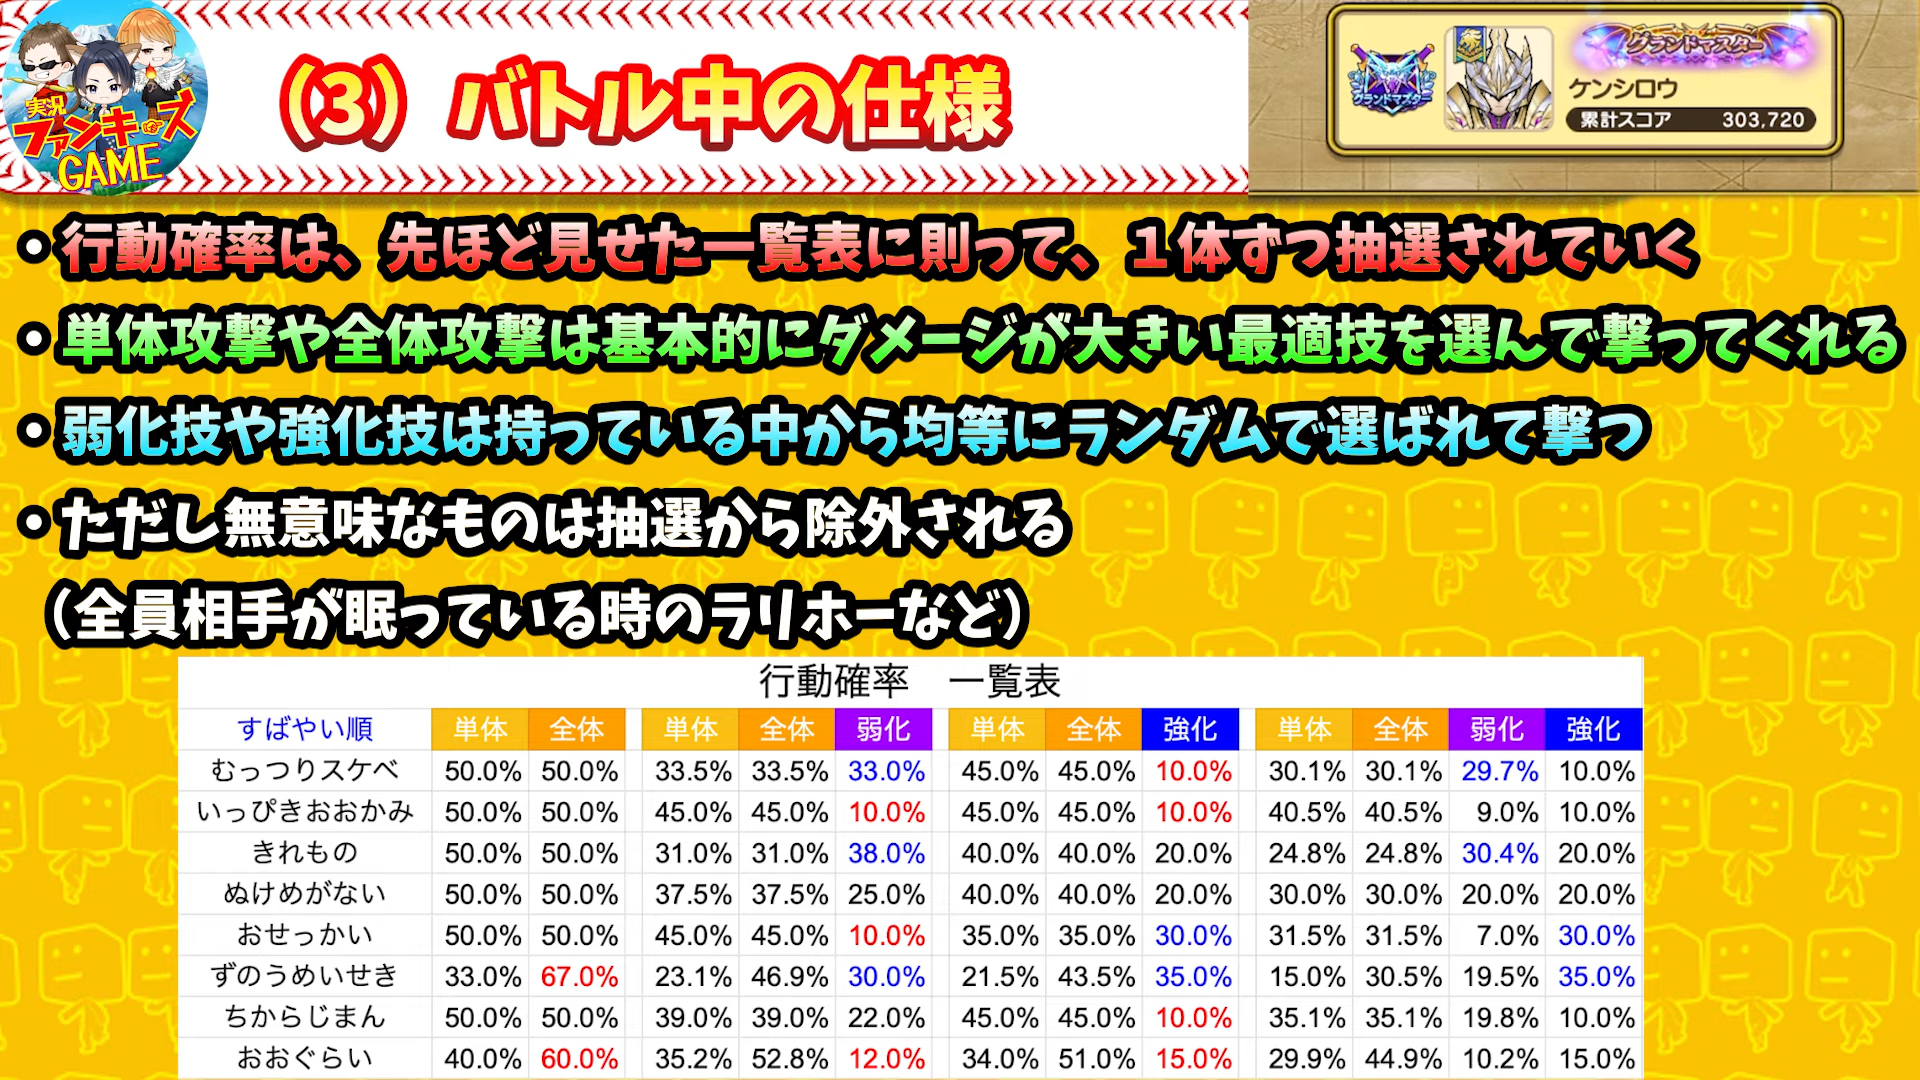 実況
ファンキーズ
GAME
(3) バトル中の仕様
グランドマスター
グランドマスター
ケンシロウ
累計スコア 303,720
・行動確率は、先ほど見せた一覧表に則って、１体ずつ抽選されていく
・単体攻撃や全体攻撃は基本的にダメージが大きい最適技を選んで撃ってくれる
・弱化技や強化技は持っている中から均等にランダムで選ばれて撃つ
・ただし無意味なものは抽選から除外される
（全員相手が眠っている時のラリホーなど）
行動確率 一覧表
すばやい順 単体 全体 単体 全体 弱化 単体 全体 強化 単体 全体 弱化 強化
むっつりスケベ 50.0% 50.0% 33.5% 33.5% 33.0% 45.0% 45.0% 10.0% 30.1% 30.1% 29.7% 10.0%
いっぴきおおかみ 50.0% 50.0% 45.0% 45.0% 10.0% 45.0% 45.0% 10.0% 40.5% 40.5% 9.0% 10.0%
きれもの 50.0% 50.0% 31.0% 31.0% 38.0% 40.0% 40.0% 20.0% 24.8% 24.8% 30.4% 20.0%
ぬけめがない 50.0% 50.0% 37.5% 37.5% 25.0% 40.0% 40.0% 20.0% 30.0% 30.0% 20.0% 20.0%
おせっかい 50.0% 50.0% 45.0% 45.0% 10.0% 35.0% 35.0% 30.0% 31.5% 31.5% 7.0% 30.0%
ずのうめいせき 33.0% 67.0% 23.1% 46.9% 30.0% 21.5% 43.5% 35.0% 15.0% 30.5% 19.5% 35.0%
ちからじまん 50.0% 50.0% 39.0% 39.0% 22.0% 45.0% 45.0% 10.0% 35.1% 35.1% 19.8% 10.0%
おおぐらい 40.0% 60.0% 35.2% 52.8% 12.0% 34.0% 51.0% 15.0% 29.9% 44.9% 10.2% 15.0%